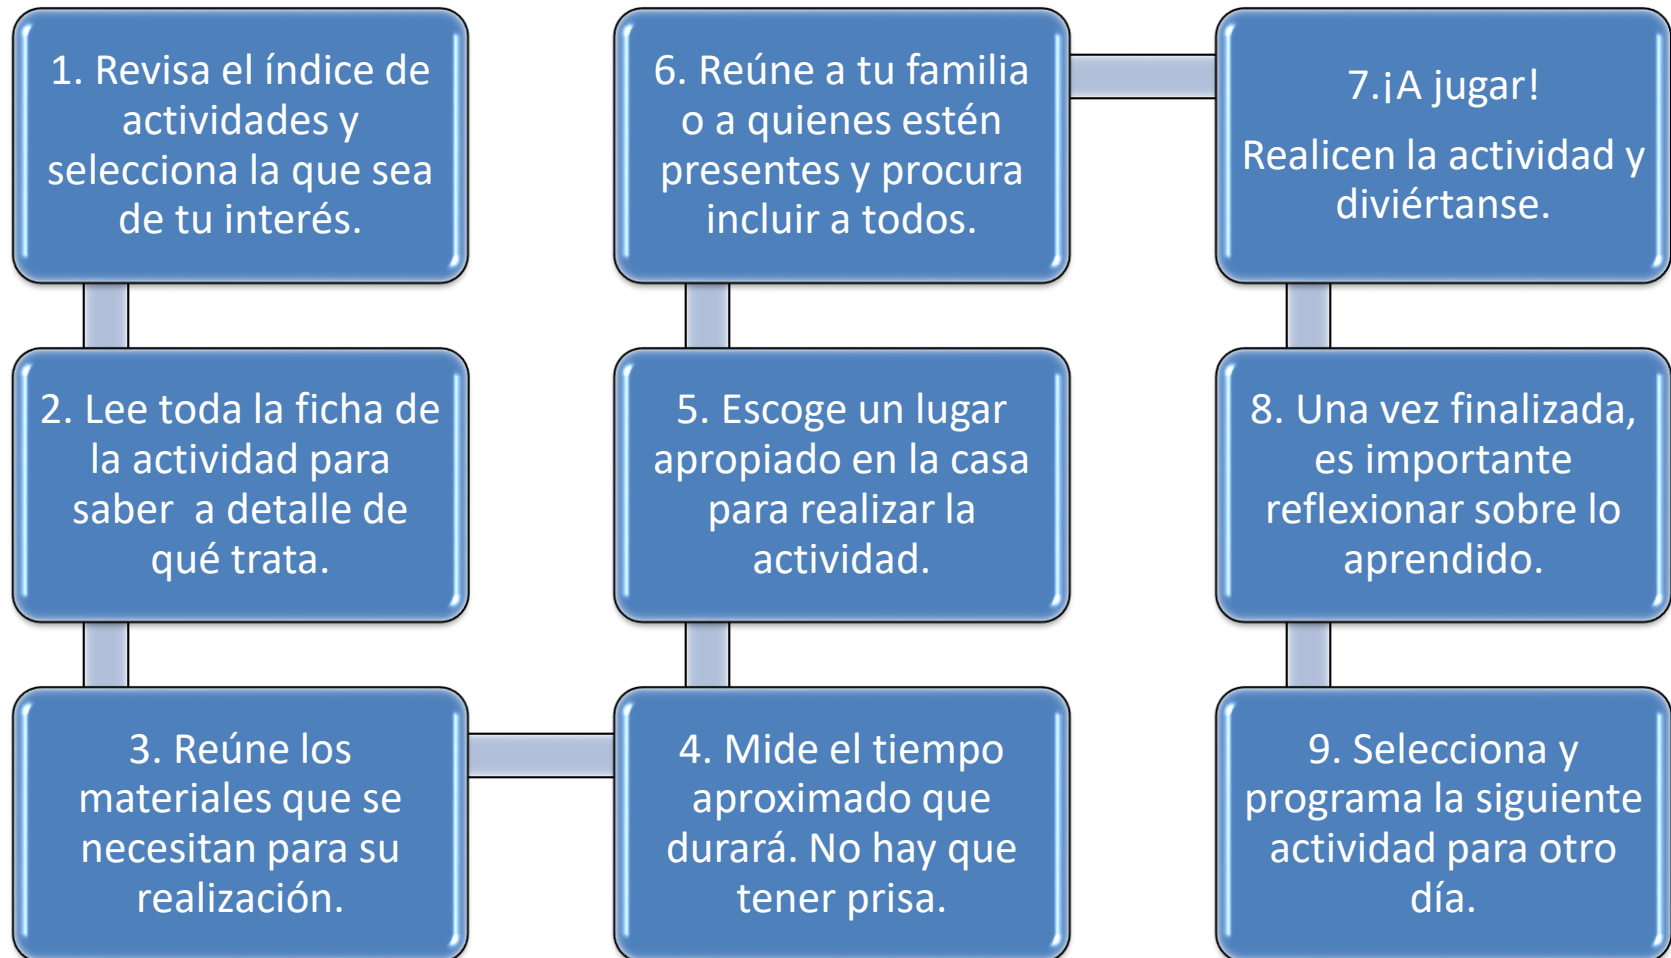 1. Revisa el índice de
actividades y
selecciona la que sea
de tu interés.
2. Lee toda la ficha de
la actividad para
saber  a detalle de
qué trata.
3. Reúne los
materiales que se
necesitan para su
realización.
4. Mide el tiempo
aproximado que
durará. No hay que
tener prisa.
5. Escoge un lugar
apropiado en la casa
para realizar la
actividad.
6. Reúne a tu familia
o a quienes estén
presentes y procura
incluir a todos.
7.¡A jugar!
Realicen la actividad y
diviértanse.
8. Una vez finalizada,
es importante
reflexionar sobre lo
aprendido.
9. Selecciona y
programa la siguiente
actividad para otro
día.